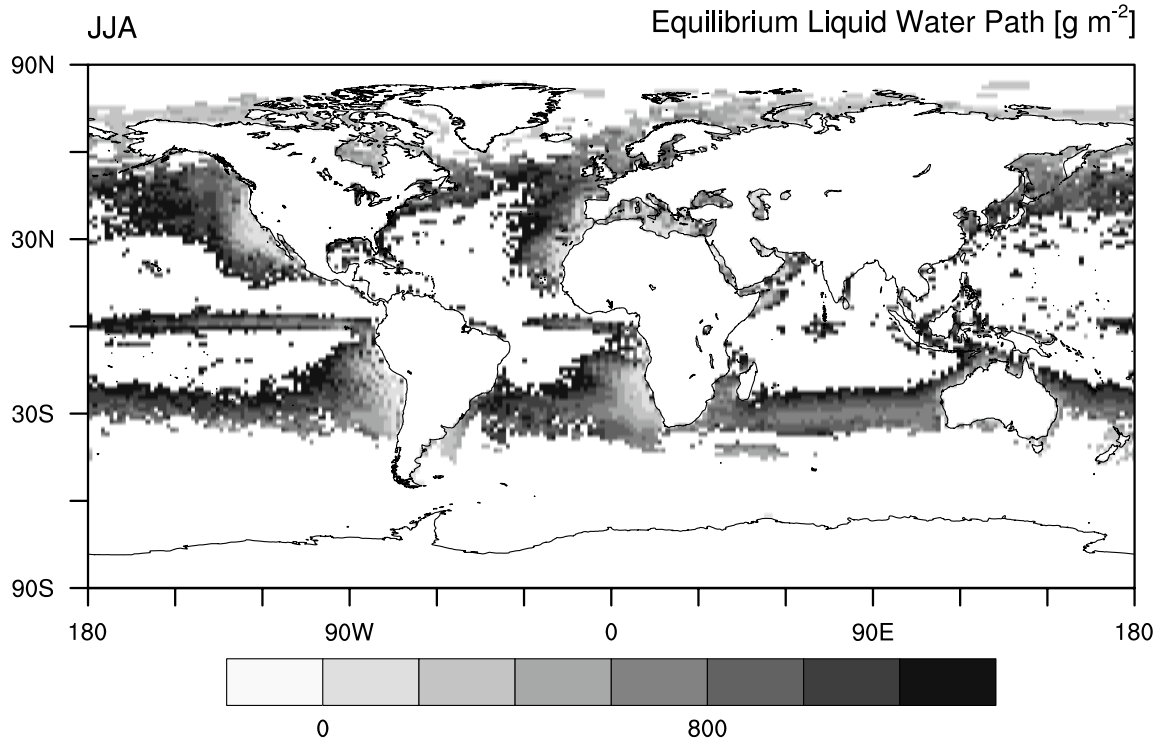 JJA
Equilibrium Liquid Water Path [g m⁻²]
90N
30N
30S
90S
180 90W 0 90E 180
0 800